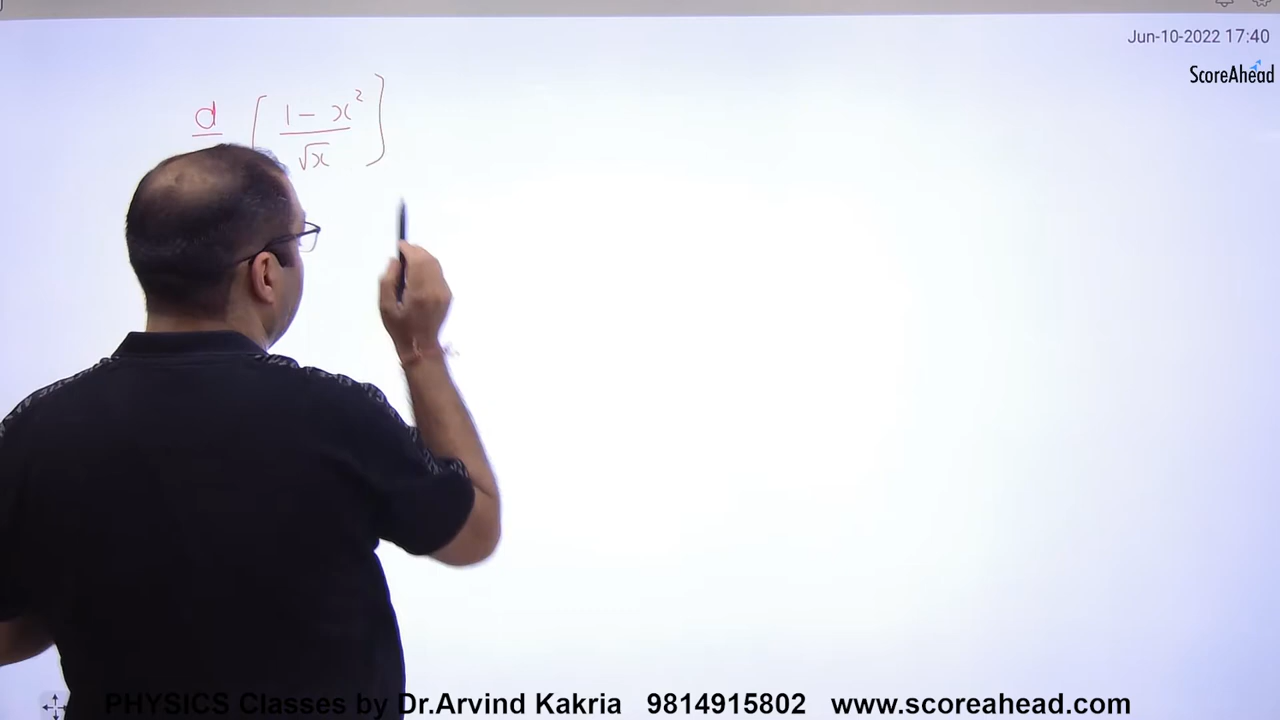 Jun-10-2022 17:40
ScoreAhead
d [ 1 - x² ]
√x
PHYSICS Classes by Dr.Arvind Kakria 9814915802 www.scoreahead.com